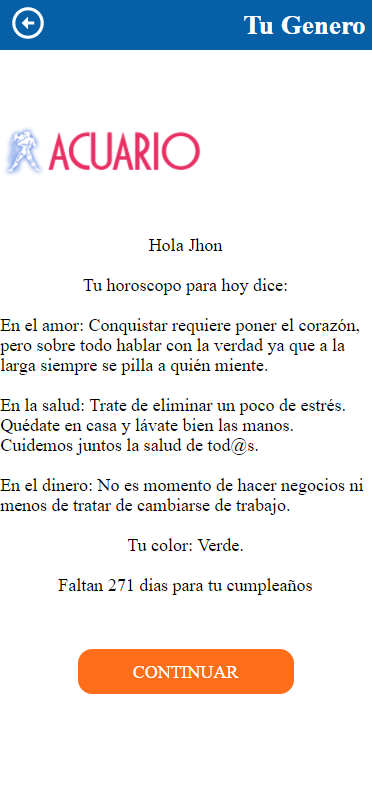 Tu Genero
ACUARIO
Hola Jhon
Tu horoscopo para hoy dice:
En el amor: Conquistar requiere poner el corazón,
pero sobre todo hablar con la verdad ya que a la
larga siempre se pilla a quién miente.
En la salud: Trate de eliminar un poco de estrés.
Quédate en casa y lávate bien las manos.
Cuidemos juntos la salud de tod@s.
En el dinero: No es momento de hacer negocios ni
menos de tratar de cambiarse de trabajo.
Tu color: Verde.
Faltan 271 dias para tu cumpleaños
CONTINUAR